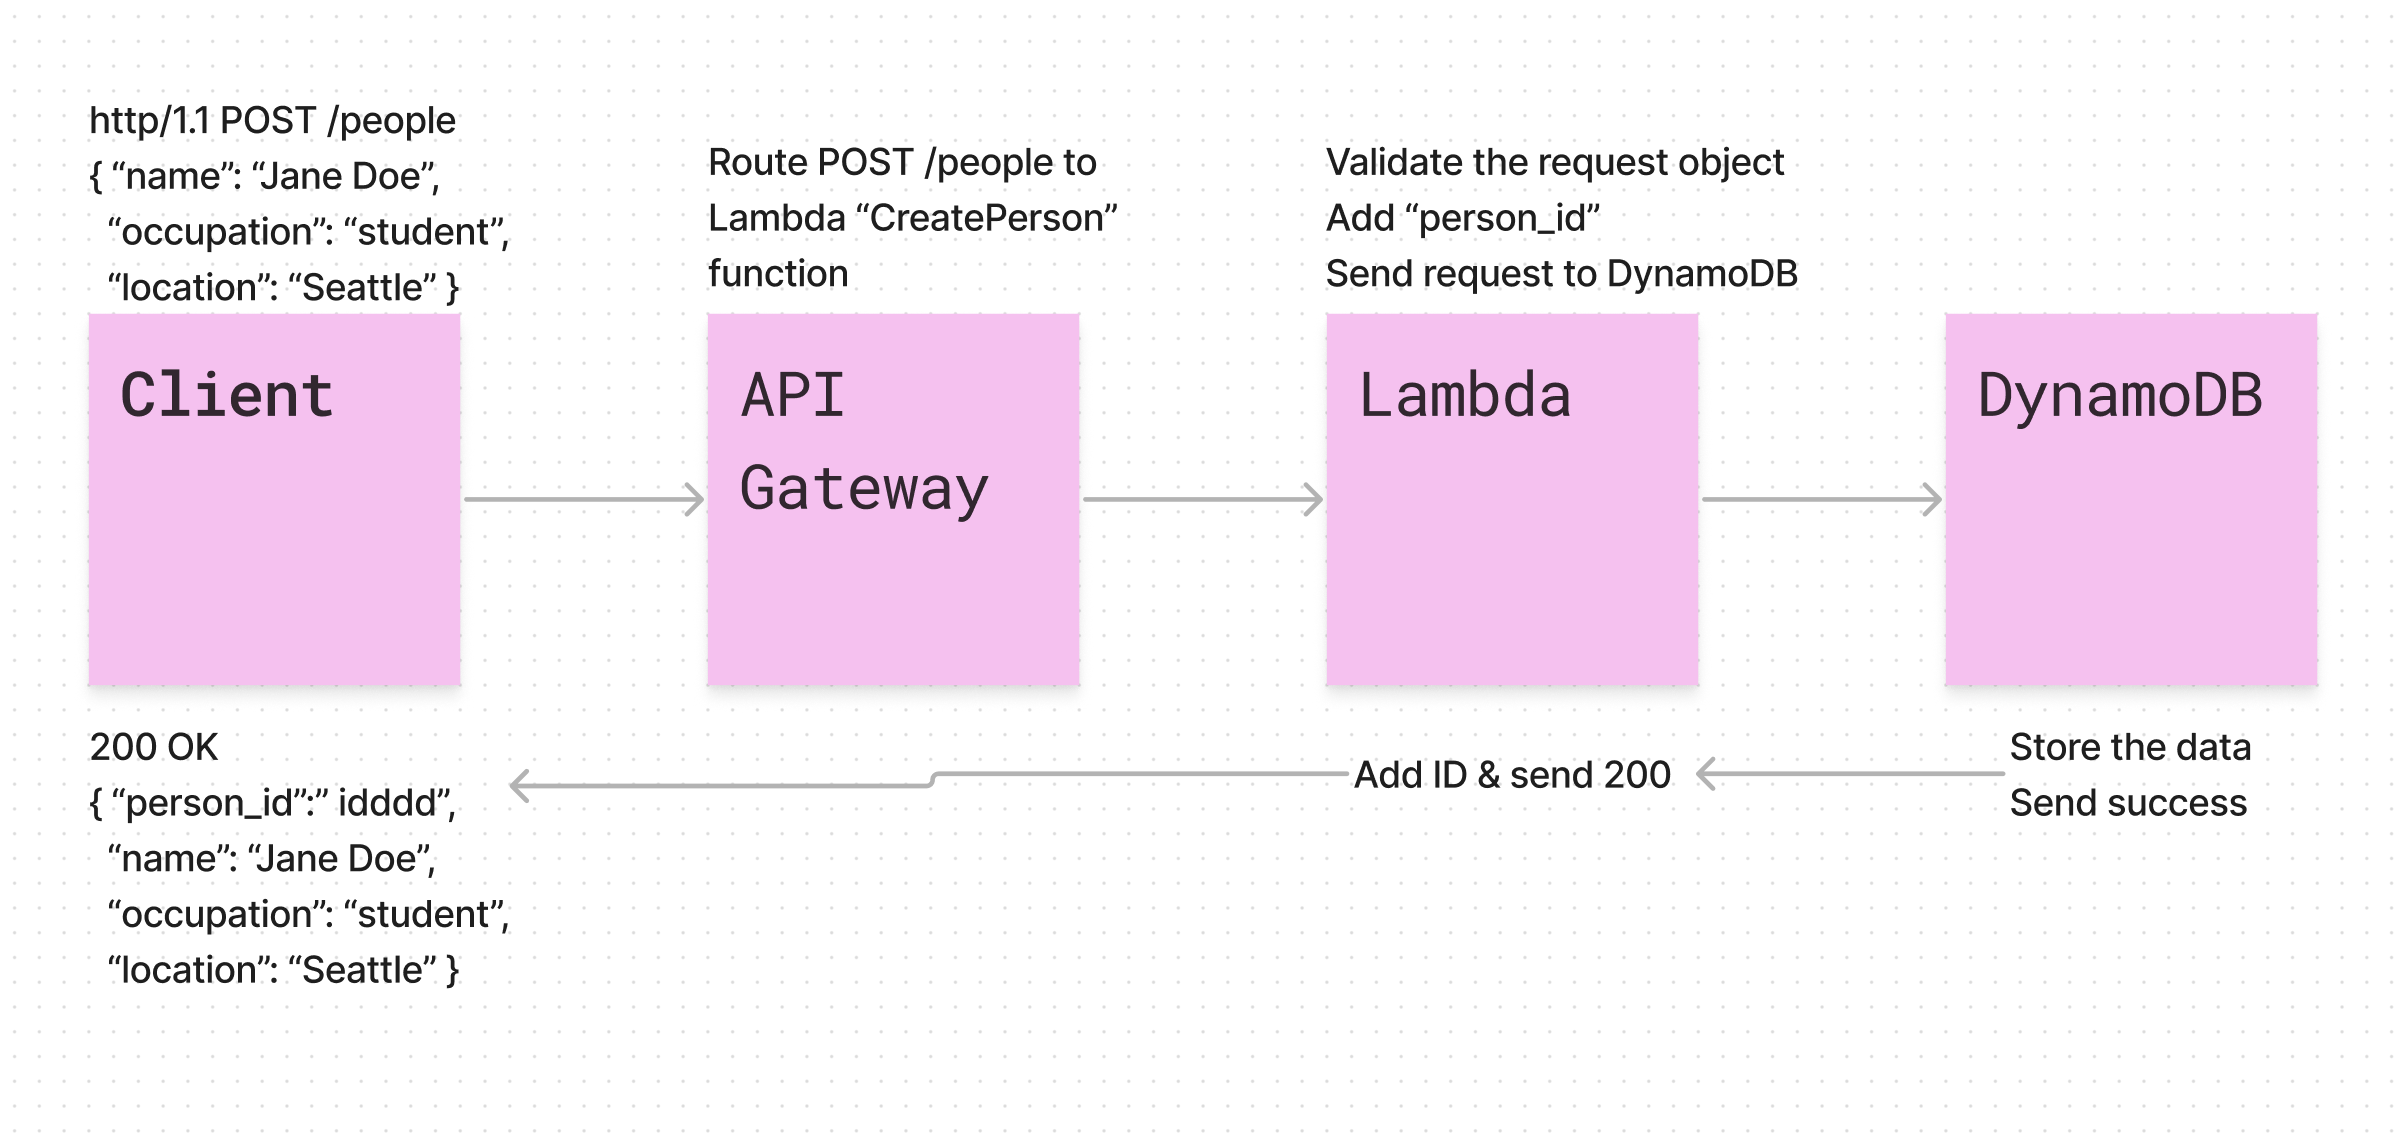 http/1.1 POST /people
{ “name”: “Jane Doe”,
“occupation”: “student”,
“location”: “Seattle” }
Client
Route POST /people to
Lambda “CreatePerson”
function
API
Gateway
Validate the request object
Add “person_id”
Send request to DynamoDB
Lambda
DynamoDB
Store the data
Send success
Add ID & send 200
200 OK
{ “person_id”:” idddd”,
“name”: “Jane Doe”,
“occupation”: “student”,
“location”: “Seattle” }